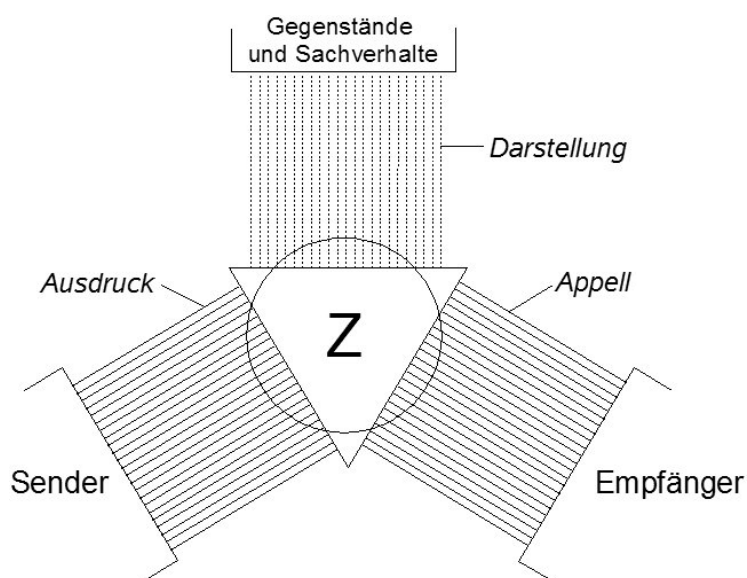 Gegenstände
und Sachverhalte
Darstellung
Ausdruck
Appell
Z
Sender
Empfänger